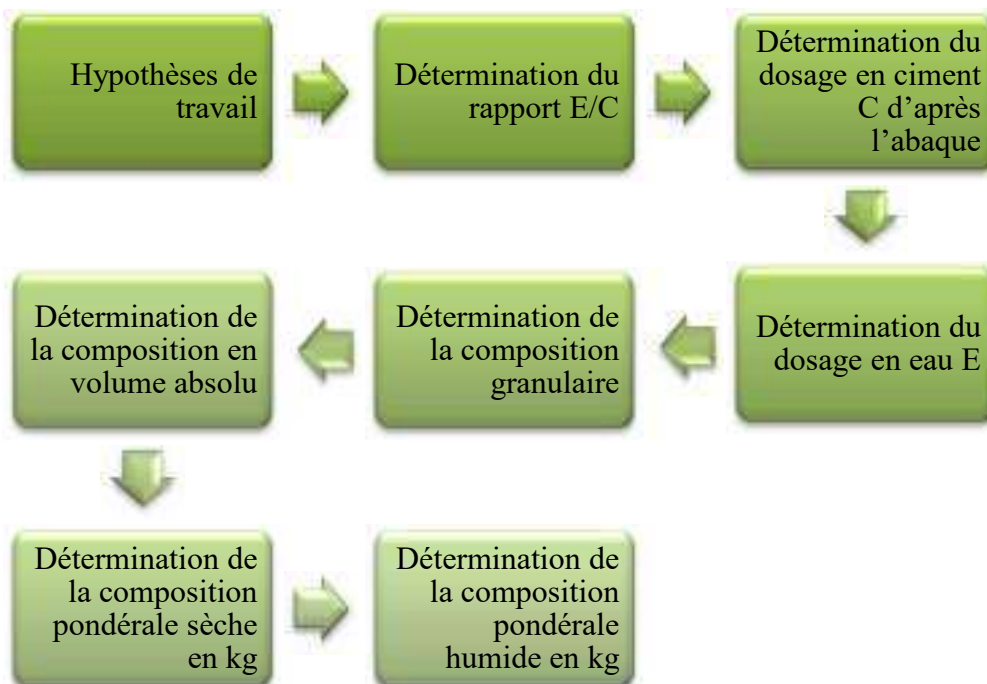 Hypothèses de
travail
Détermination du
rapport E/C
Détermination du
dosage en ciment
C d’après
l’abaque
Détermination du
dosage en eau E
Détermination de
la composition
granulaire
Détermination de
la composition en
volume absolu
Détermination de
la composition
pondérale sèche
en kg
Détermination de
la composition
pondérale
humide en kg